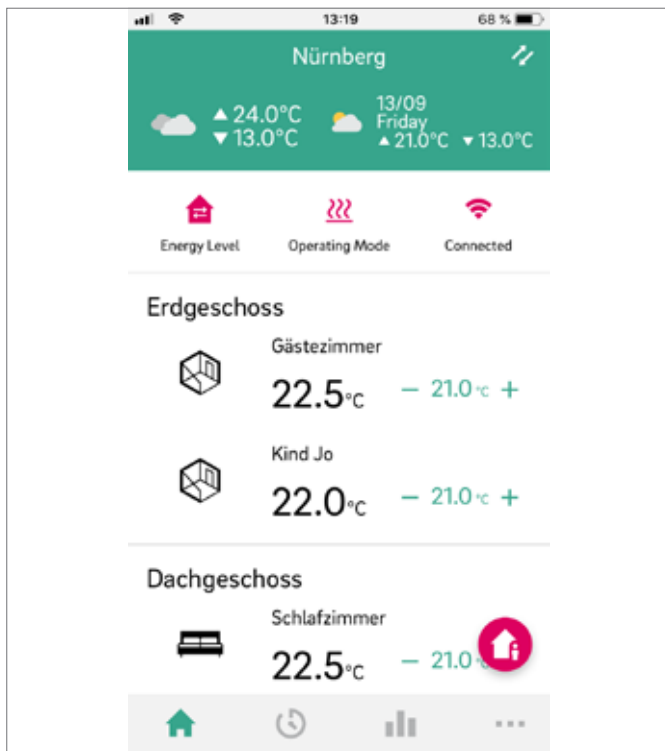 13:19 68 %
Nürnberg
▲ 24.0°C
▼ 13.0°C
13/09
Friday
▲ 21.0°C ▼ 13.0°C
Energy Level Operating Mode Connected
Erdgeschoss
Gästezimmer
22.5°C − 21.0 °C +
Kind Jo
22.0°C − 21.0 °C +
Dachgeschoss
Schlafzimmer
22.5°C − 21.0